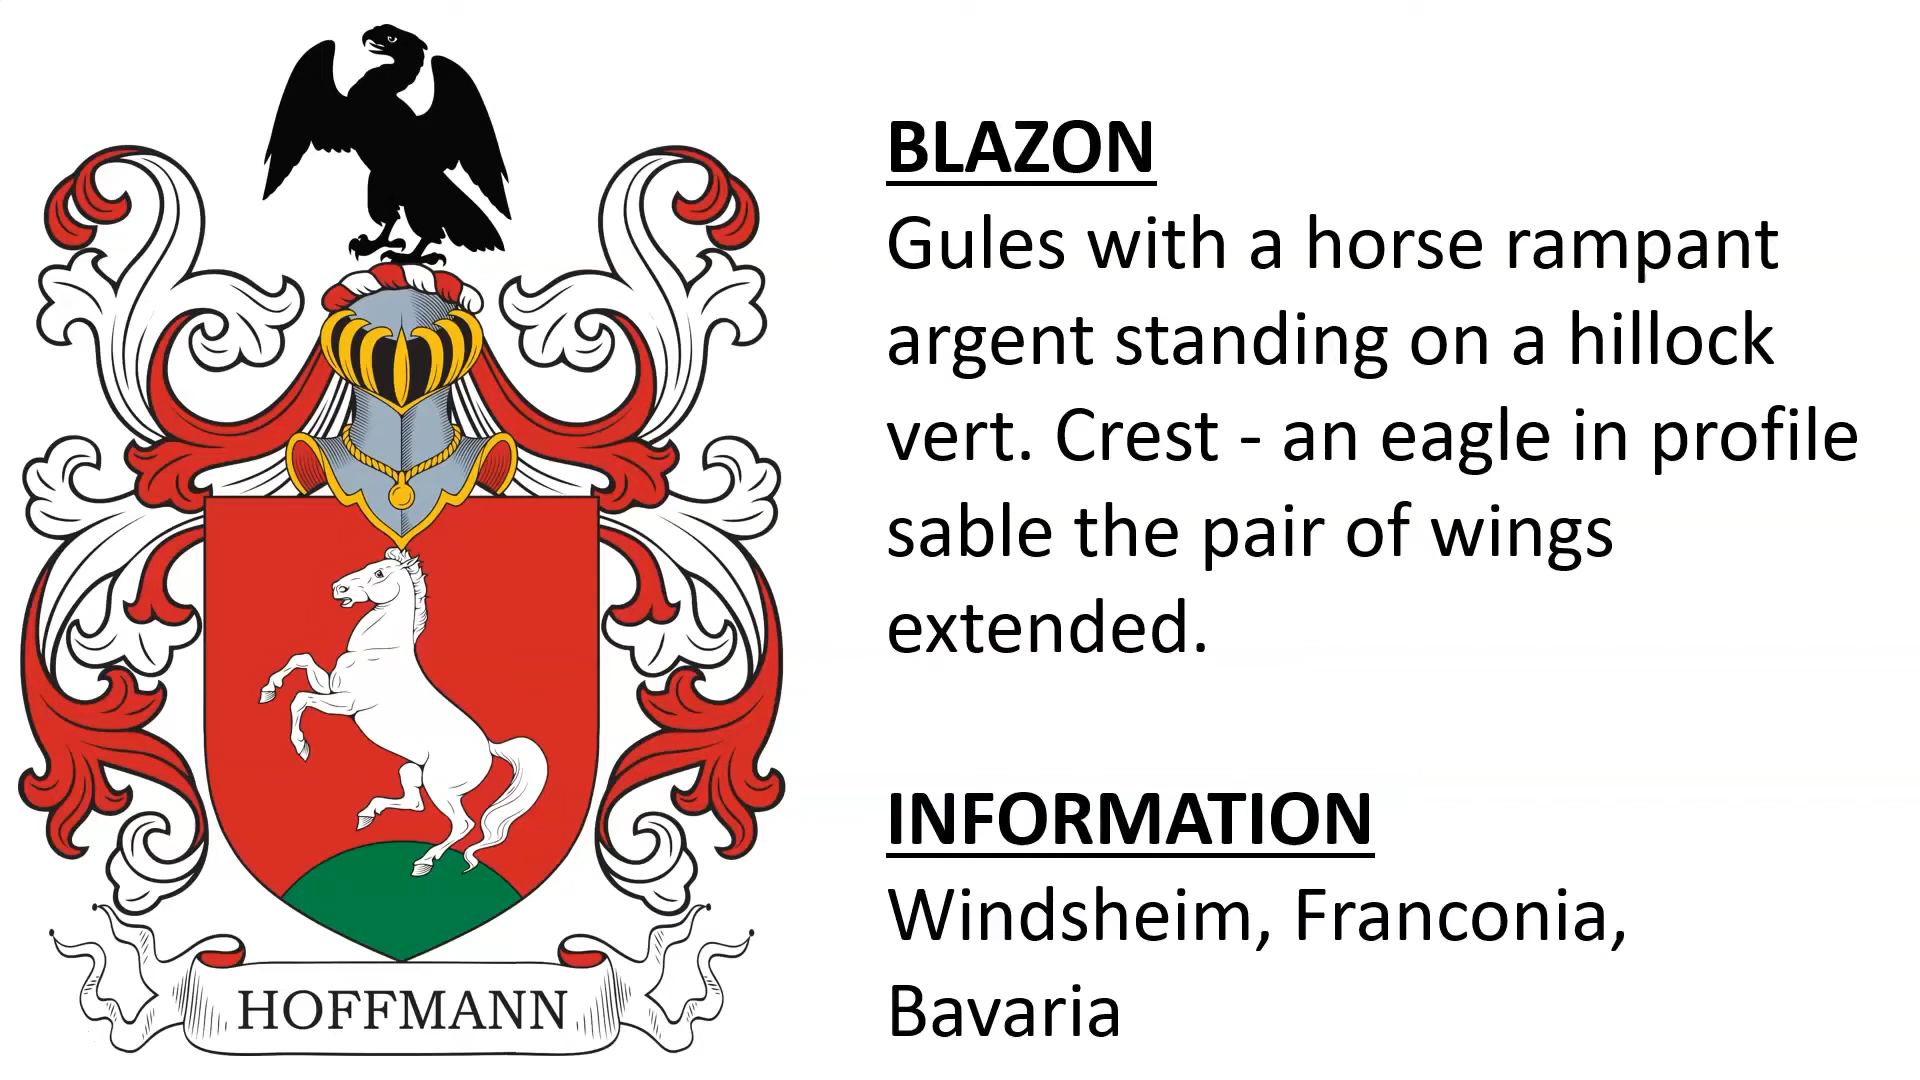 BLAZON
Gules with a horse rampant
argent standing on a hillock
vert. Crest - an eagle in profile
sable the pair of wings
extended.
INFORMATION
Windsheim, Franconia,
Bavaria
HOFFMANN